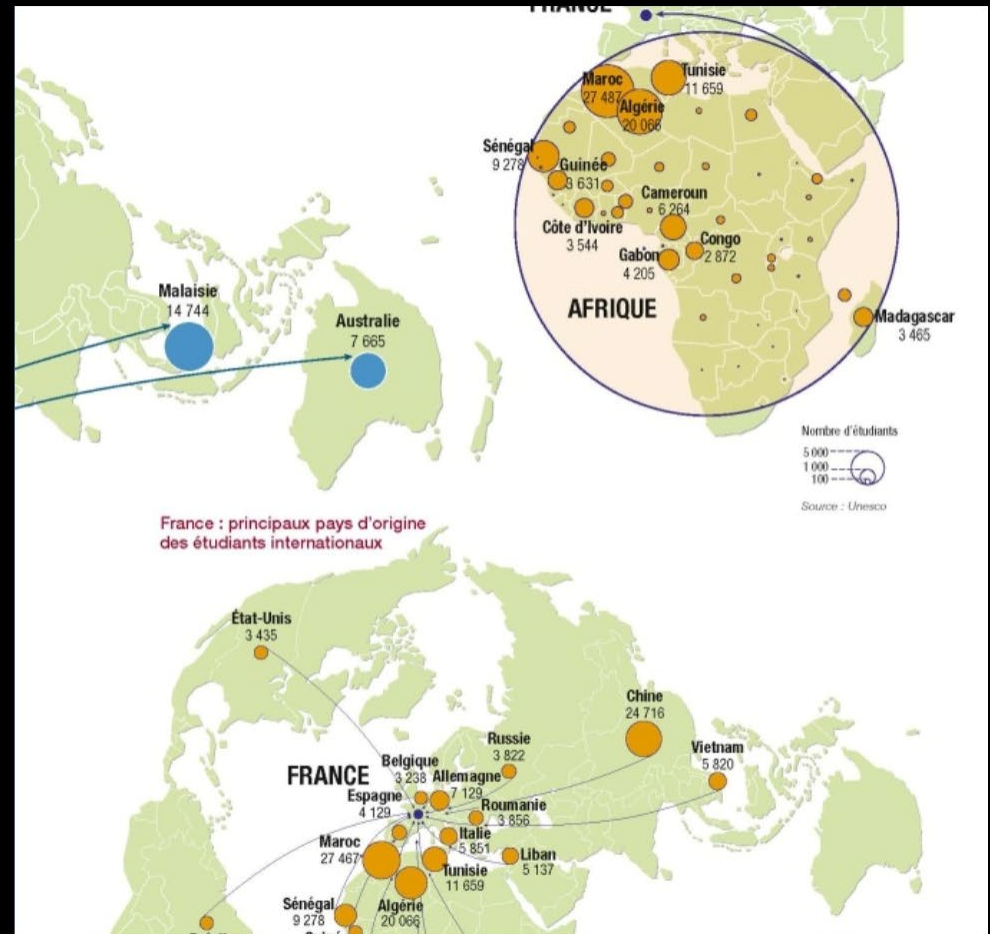 FRANCE
Maroc
27 487
Tunisie
11 659
Algérie
20 066
Sénégal
9 278
Guinée
3 631
Cameroun
6 264
Côte d'Ivoire
3 544
Congo
2 872
Gabon
4 205
AFRIQUE
Madagascar
3 465
Malaisie
14 744
Australie
7 665
Nombre d'étudiants
5 000
1 000
100
Source : Unesco
France : principaux pays d'origine
des étudiants internationaux
État-Unis
3 435
Chine
24 716
Vietnam
5 820
Russie
3 822
Belgique
3 238
Allemagne
7 129
FRANCE
Espagne
4 129
Roumanie
3 856
Italie
5 851
Maroc
27 467
Liban
5 137
Tunisie
11 659
Sénégal
9 278
Algérie
20 066